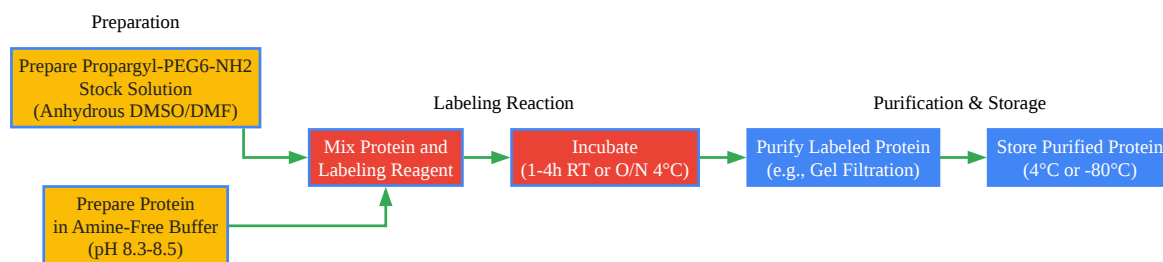 Preparation
Prepare Propargyl-PEG6-NH2
Stock Solution
(Anhydrous DMSO/DMF)
Prepare Protein
in Amine-Free Buffer
(pH 8.3-8.5)
Labeling Reaction
Mix Protein and
Labeling Reagent
Incubate
(1-4h RT or O/N 4°C)
Purification & Storage
Purify Labeled Protein
(e.g., Gel Filtration)
Store Purified Protein
(4°C or -80°C)